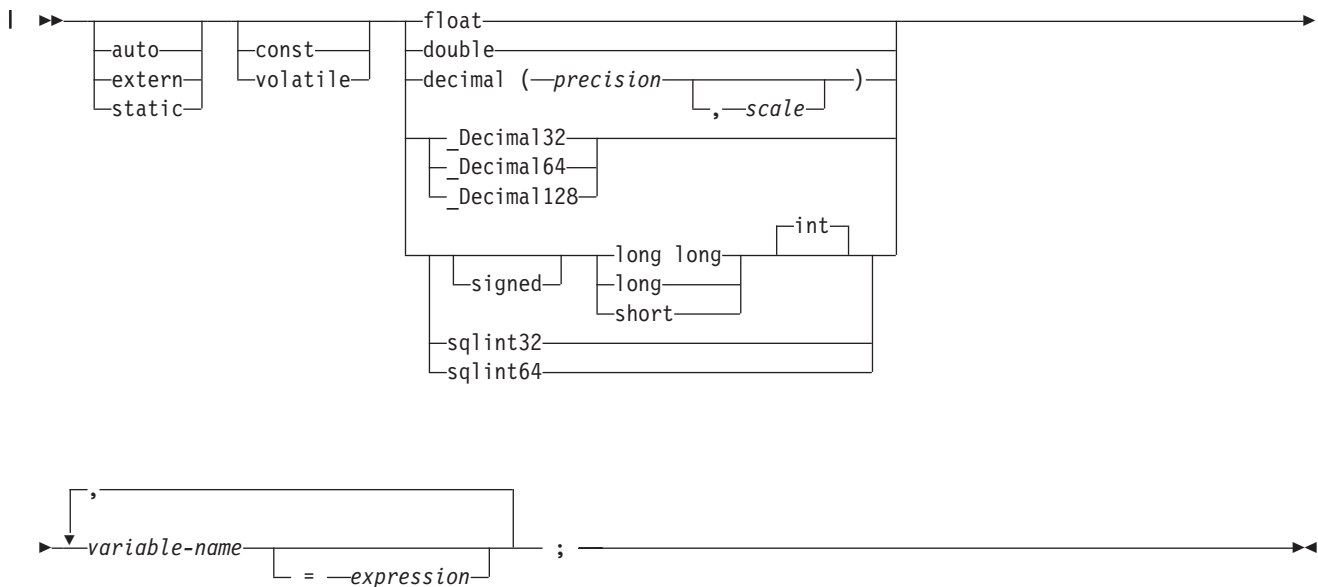 float
auto const double
extern volatile decimal ( precision )
static , scale
_Decimal32
_Decimal64
_Decimal128
int
long long
signed long
short
sqlint32
sqlint64
,
variable-name ;
= expression